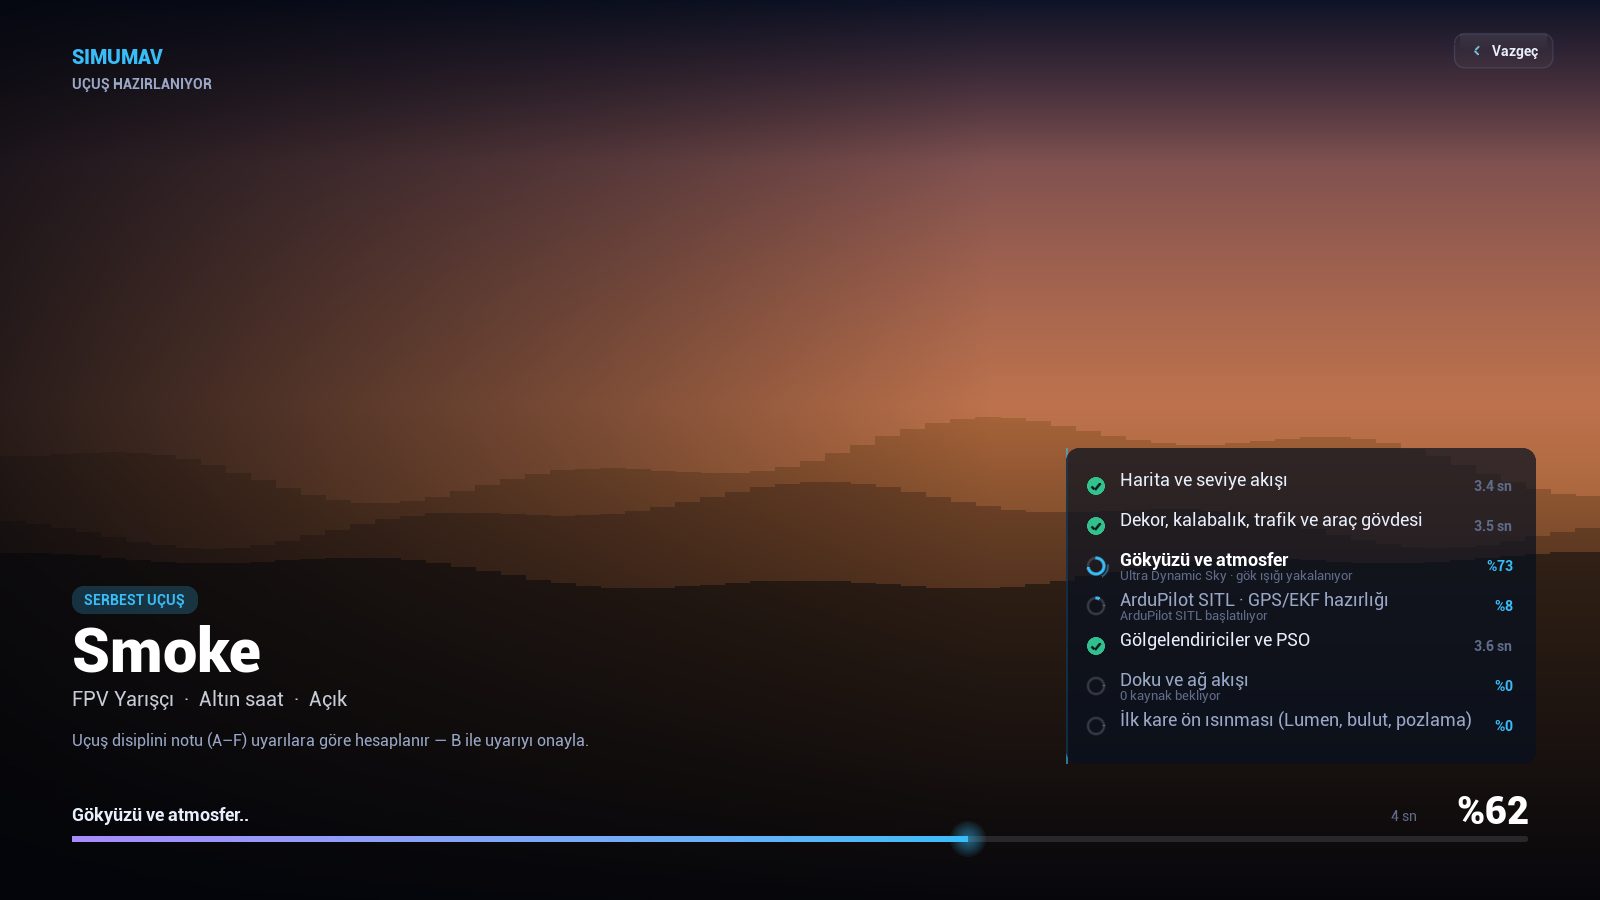 SIMUMAV
UÇUŞ HAZIRLANIYOR
Vazgeç
Harita ve seviye akışı 3.4 sn
Dekor, kalabalık, trafik ve araç gövdesi 3.5 sn
Gökyüzü ve atmosfer %73
Ultra Dynamic Sky · gök ışığı yakalanıyor
ArduPilot SITL · GPS/EKF hazırlığı %8
ArduPilot SITL başlatılıyor
Gölgelendiriciler ve PSO 3.6 sn
Doku ve ağ akışı %0
0 kaynak bekliyor
İlk kare ön ısınması (Lumen, bulut, pozlama) %0
SERBEST UÇUŞ
Smoke
FPV Yarışçı · Altın saat · Açık
Uçuş disiplini notu (A–F) uyarılara göre hesaplanır — B ile uyarıyı onayla.
Gökyüzü ve atmosfer..
4 sn %62